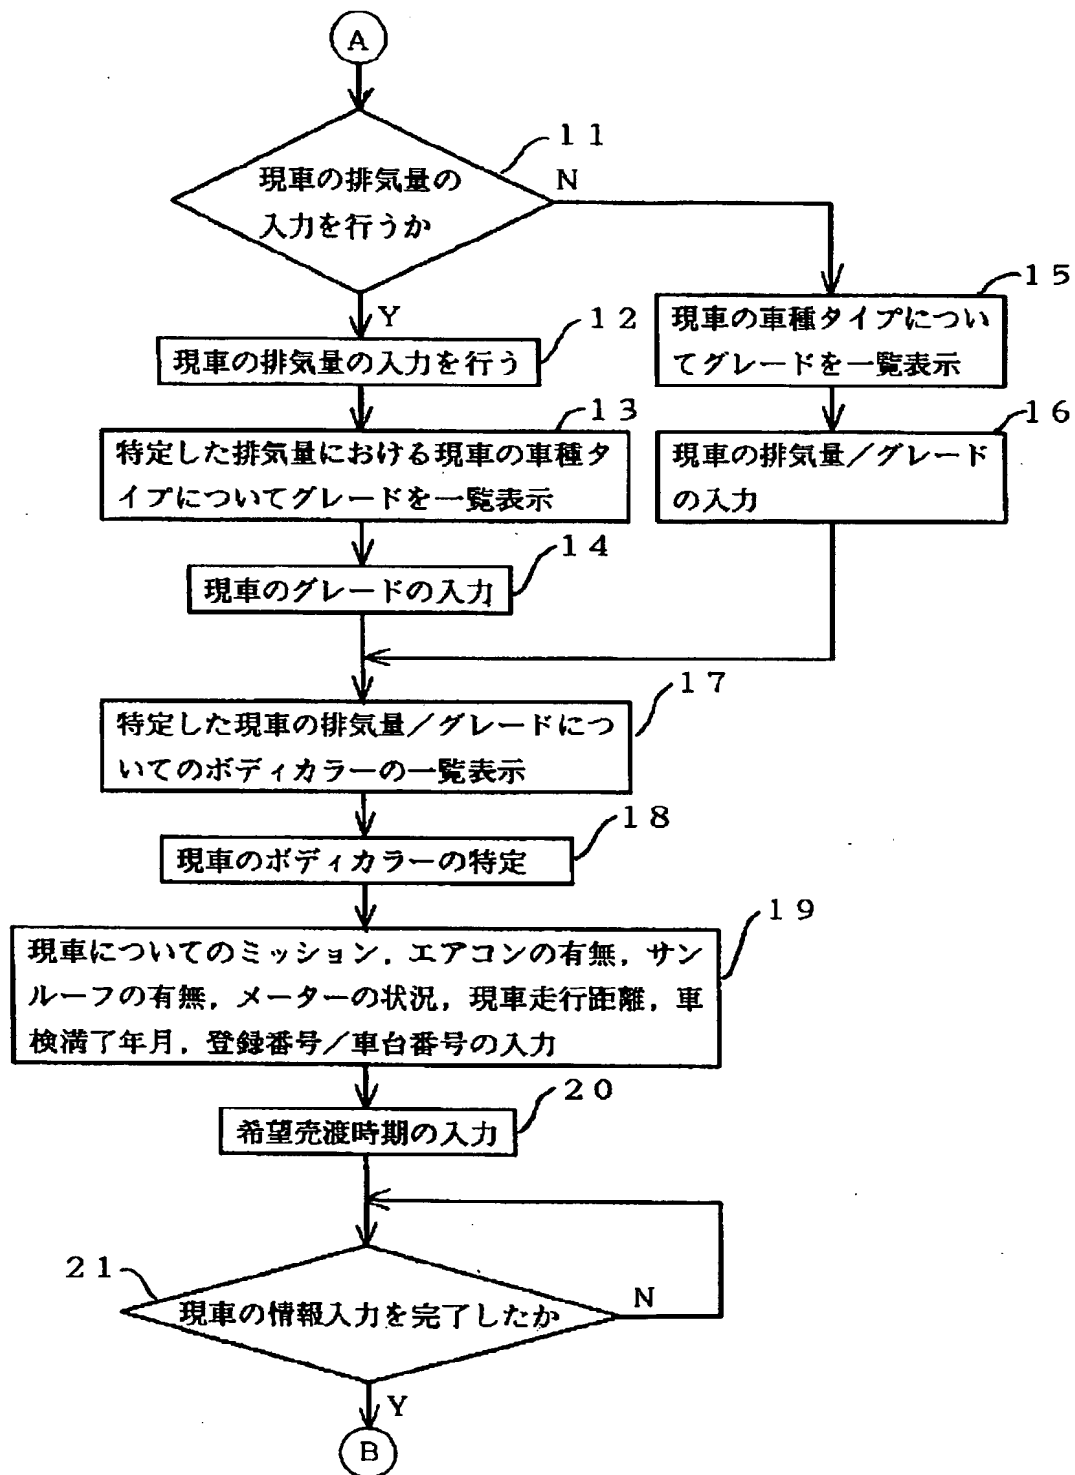 A
11
現車の排気量の
入力を行うか
N
Y
12
現車の排気量の入力を行う
15
現車の車種タイプについ
てグレードを一覧表示
13
特定した排気量における現車の車種タ
イプについてグレードを一覧表示
16
現車の排気量/グレード
の入力
14
現車のグレードの入力
17
特定した現車の排気量/グレードにつ
いてのボディカラーの一覧表示
18
現車のボディカラーの特定
19
現車についてのミッション,エアコンの有無,サン
ルーフの有無,メーターの状況,現車走行距離,車
検満了年月,登録番号/車台番号の入力
20
希望売渡時期の入力
21
現車の情報入力を完了したか
N
Y
B